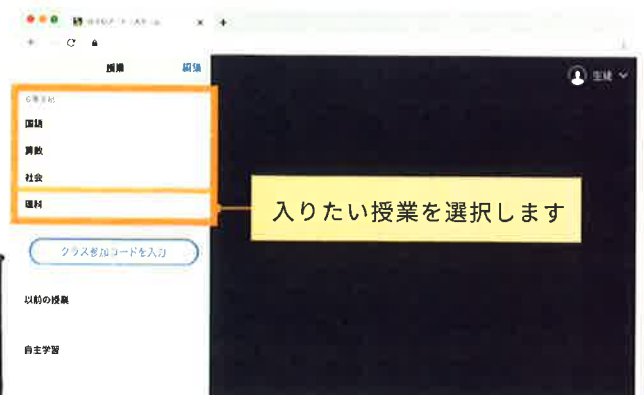 授業
編集
生徒
国語
算数
社会
理科
入りたい授業を選択します
クラス参加コードを入力
以前の授業
自主学習